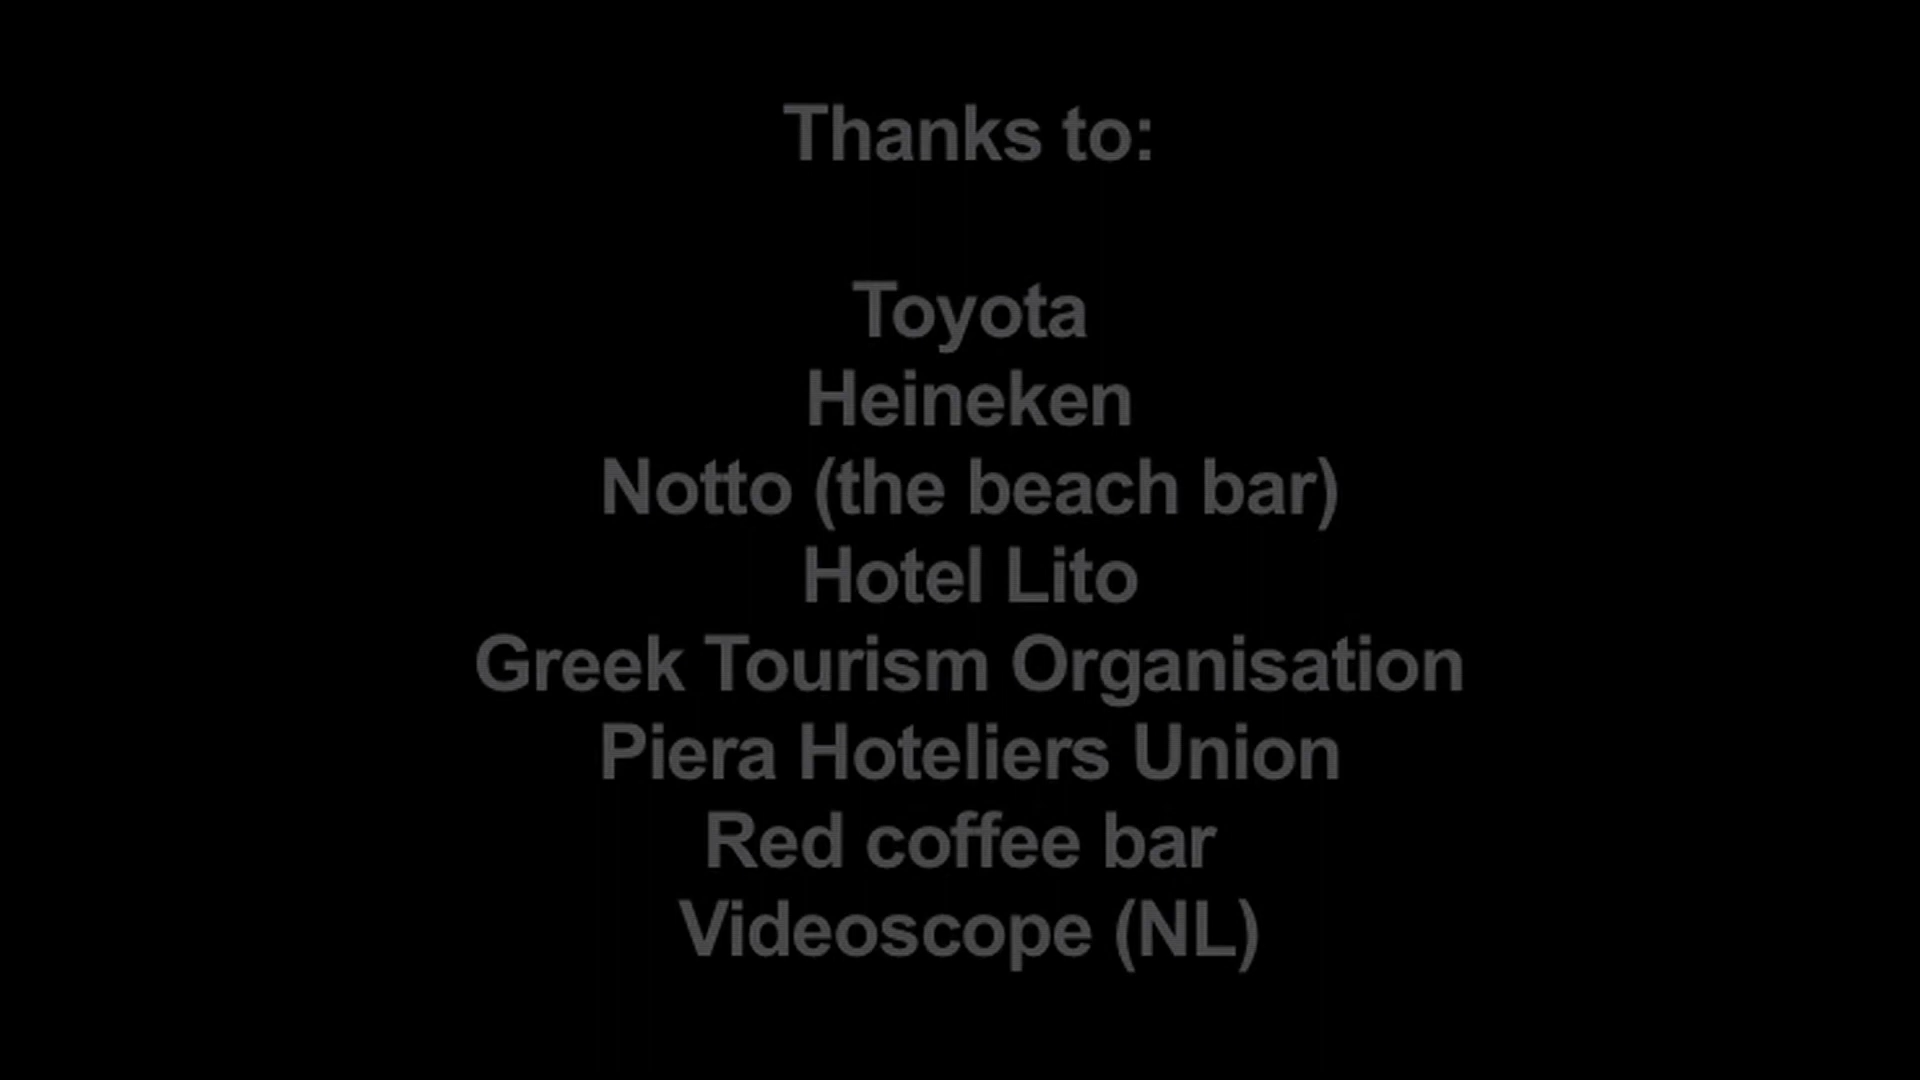 Thanks to:
Toyota
Heineken
Notto (the beach bar)
Hotel Lito
Greek Tourism Organisation
Piera Hoteliers Union
Red coffee bar
Videoscope (NL)